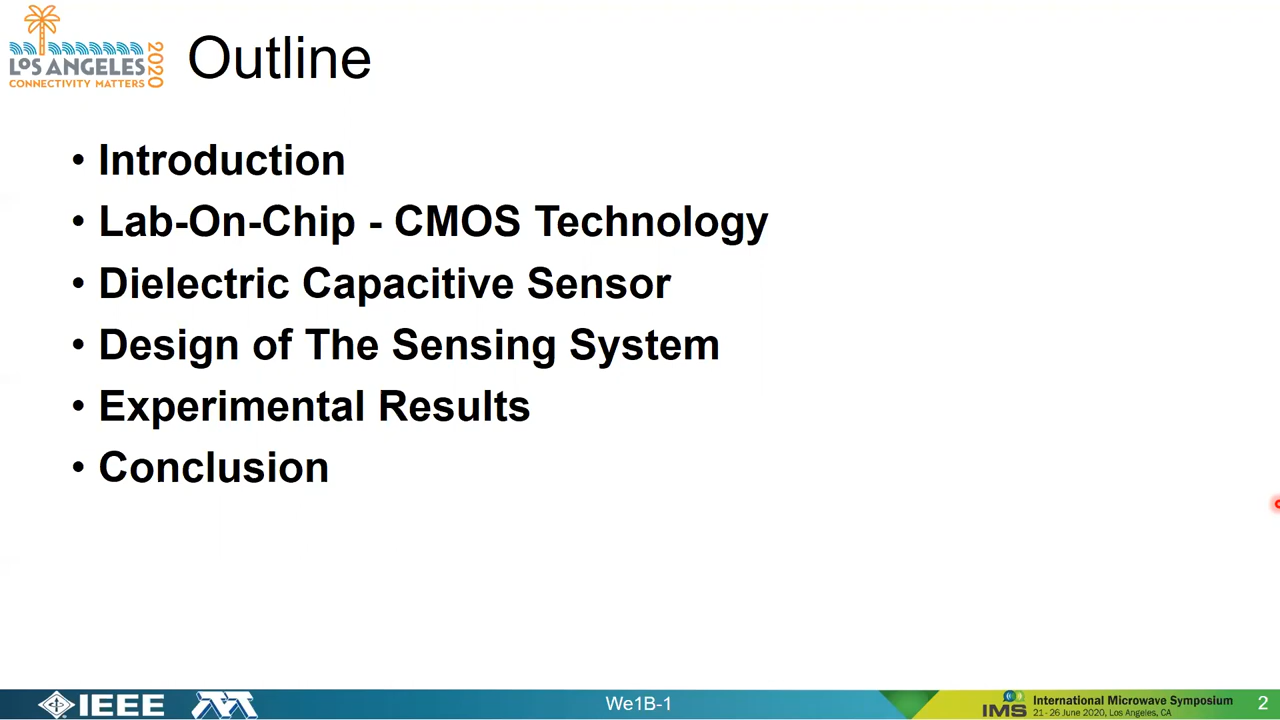 LOS ANGELES 2020
CONNECTIVITY MATTERS
Outline
• Introduction
• Lab-On-Chip - CMOS Technology
• Dielectric Capacitive Sensor
• Design of The Sensing System
• Experimental Results
• Conclusion
IEEE
We1B-1
IMS
International Microwave Symposium
21-26 June 2020, Los Angeles, CA
2